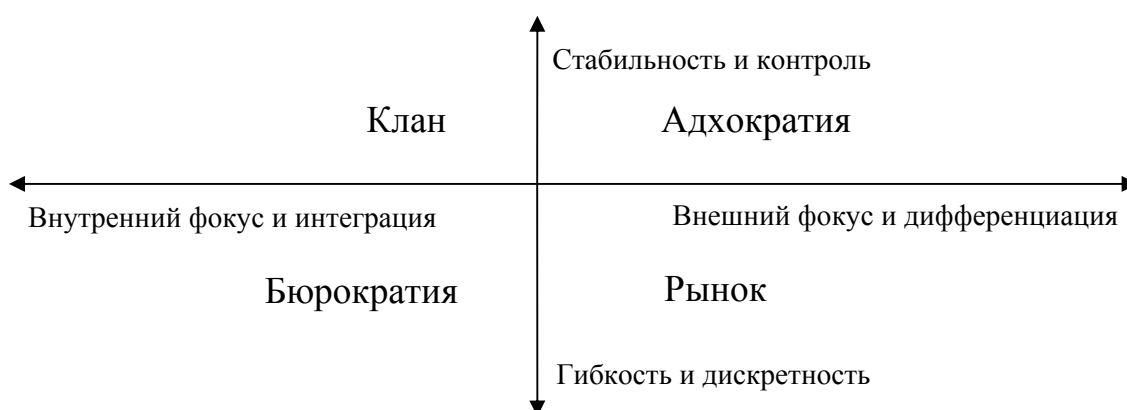 Стабильность и контроль
Клан
Адхократия
Внутренний фокус и интеграция
Внешний фокус и дифференциация
Бюрократия
Рынок
Гибкость и дискретность